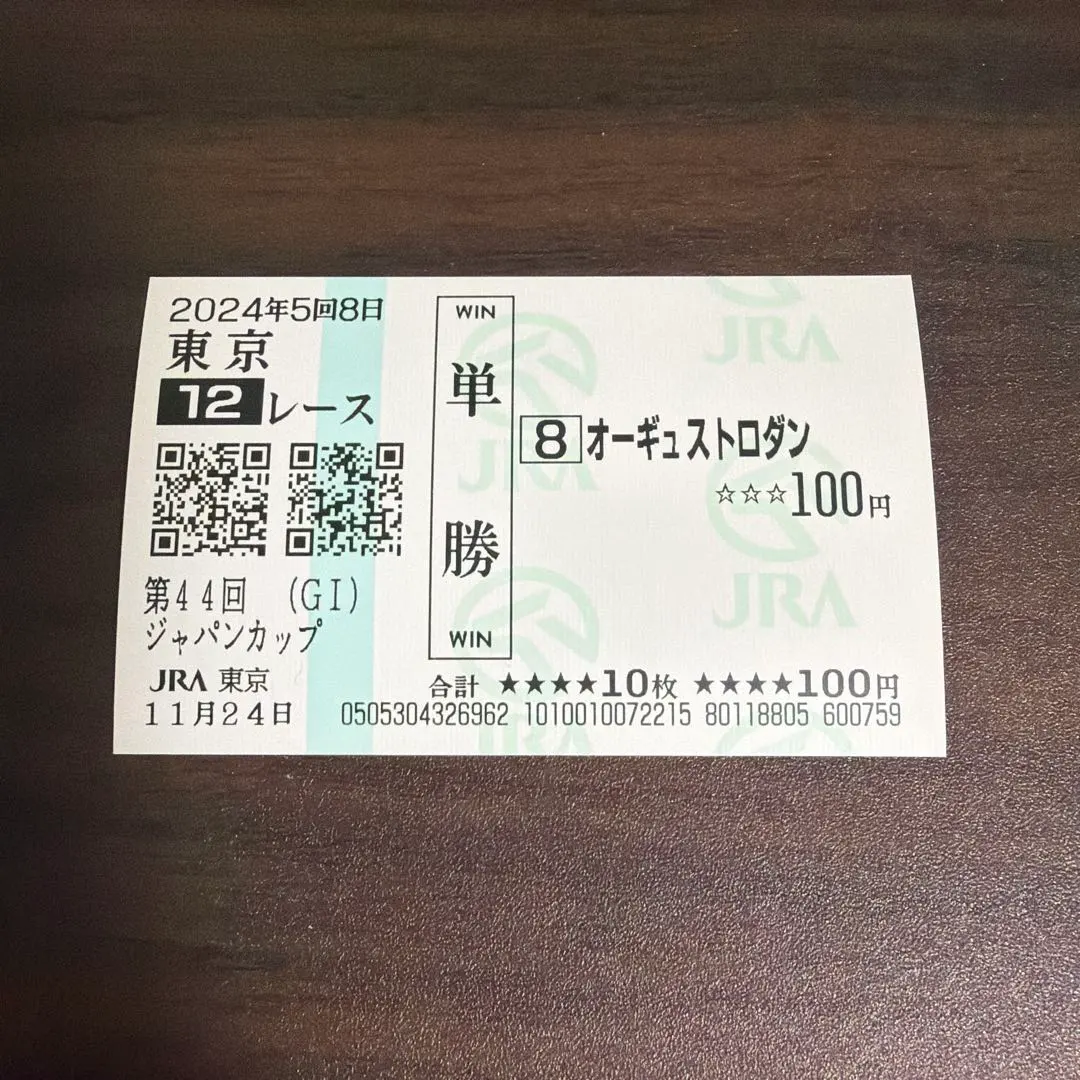 2024年5回8日
東京
12レース
第44回 (GI)
ジャパンカップ
JRA 東京
11月24日
WIN
単勝
WIN
8 オーギュストロダン
☆☆☆100円
合計 ★★★★10枚 ★★★★100円
0505304326962 1010010072215 80118805 600759
JRA
JRA
JRA
JRA
JRA